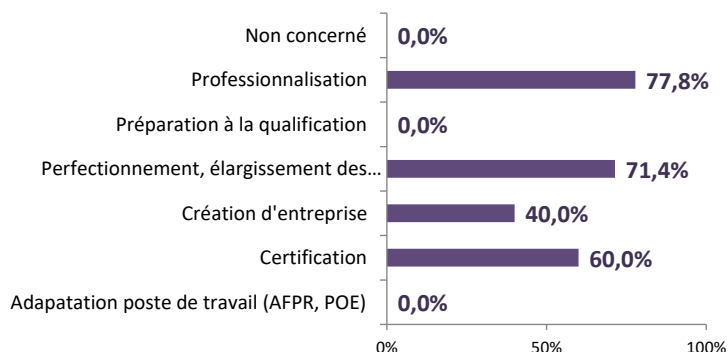 Non concerné 0,0%
Professionnalisation 77,8%
Préparation à la qualification 0,0%
Perfectionnement, élargissement des... 71,4%
Création d'entreprise 40,0%
Certification 60,0%
Adapatation poste de travail (AFPR, POE) 0,0%
0% 50% 100%